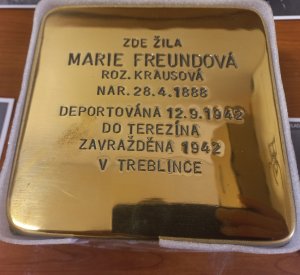 ZDE ŽILA
MARIE FREUNDOVÁ
ROZ. KRAUSOVÁ
NAR. 28.4.1888
DEPORTOVÁNA 12.9.1942
DO TEREZÍNA
ZAVRAŽDĚNA 1942
V TREBLINCE